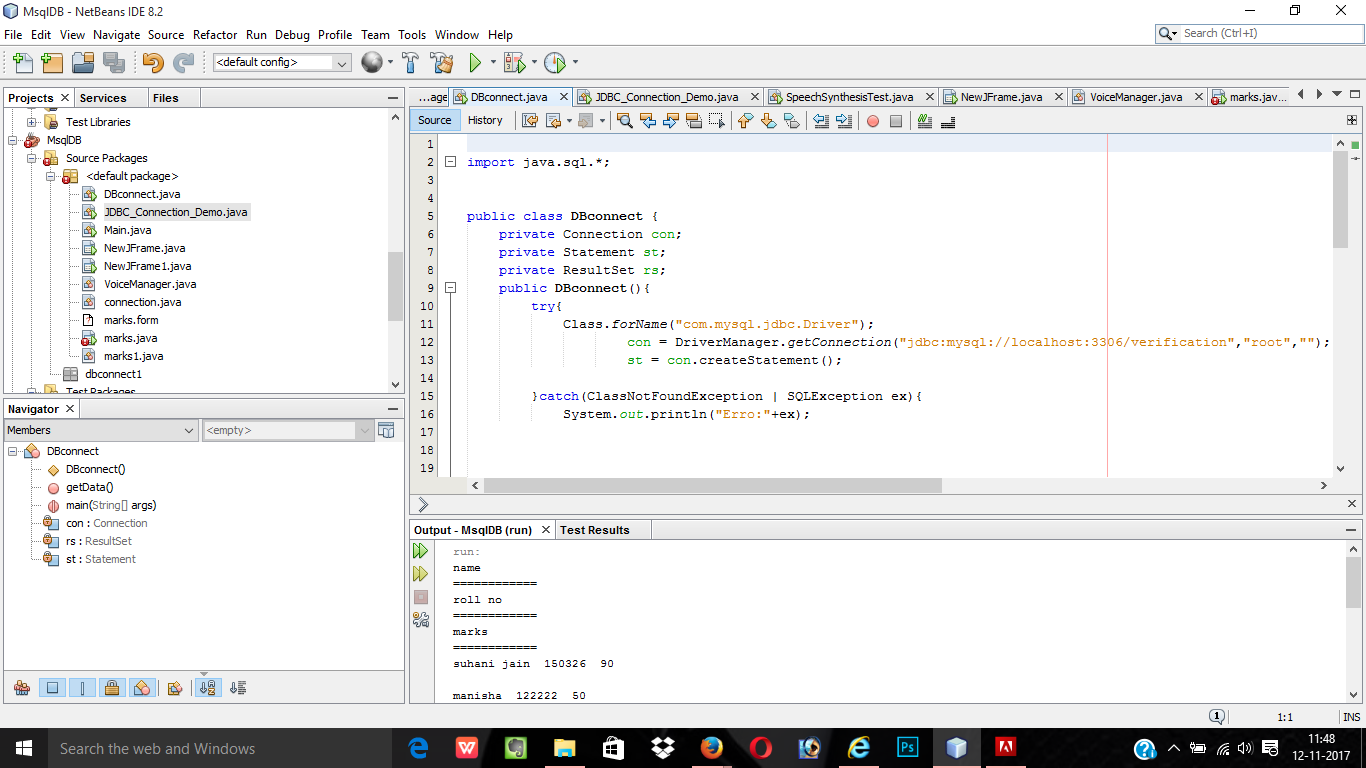 MsqlDB - NetBeans IDE 8.2
File Edit View Navigate Source Refactor Run Debug Profile Team Tools Window Help
Search (Ctrl+I)
<default config>
Projects
Services
Files
Test Libraries
MsqlDB
Source Packages
<default package>
DBconnect.java
JDBC_Connection_Demo.java
Main.java
NewJFrame.java
NewJFrame1.java
VoiceManager.java
connection.java
marks.form
marks.java
marks1.java
dbconnect1
Test Packages
Navigator
Members
<empty>
DBconnect
DBconnect()
getData()
main(String[] args)
con : Connection
rs : ResultSet
st : Statement
...age DBconnect.java JDBC_Connection_Demo.java SpeechSynthesisTest.java NewJFrame.java VoiceManager.java marks.jav...
Source History
1
2 import java.sql.*;
3
4
5 public class DBconnect {
6 private Connection con;
7 private Statement st;
8 private ResultSet rs;
9 public DBconnect(){
10 try{
11 Class.forName("com.mysql.jdbc.Driver");
12 con = DriverManager.getConnection("jdbc:mysql://localhost:3306/verification","root","");
13 st = con.createStatement();
14
15 }catch(ClassNotFoundException | SQLException ex){
16 System.out.println("Erro:"+ex);
17
18
19
Output - MsqlDB (run)
Test Results
run:
name
============
roll no
============
marks
============
suhani jain 150326 90
manisha 122222 50
1
1:1
INS
Search the web and Windows
11:48
12-11-2017